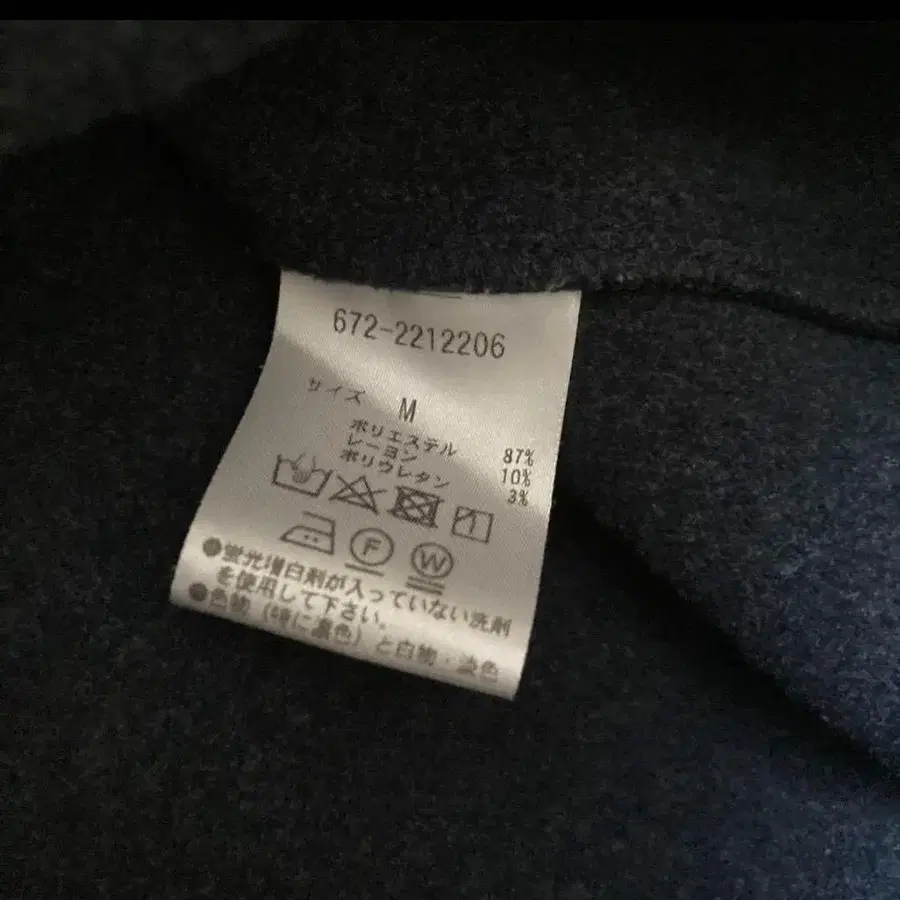 672-2212206
サイズ M
ポリエステル 87%
レーヨン 10%
ポリウレタン 3%
1
F
W
●蛍光増白剤が入っていない洗剤
を使用して下さい。
●色物（特に濃色）と白物・淡色